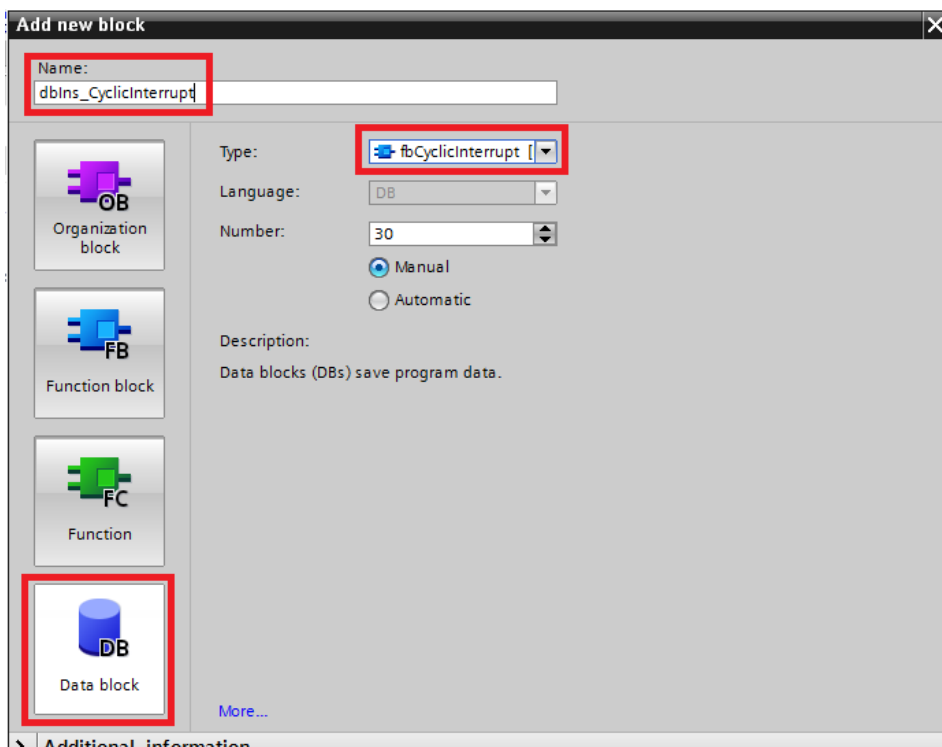 Add new block
Name:
dbIns_CyclicInterrupt
OB
Organization
block
FB
Function block
FC
Function
DB
Data block
Type:
fbCyclicInterrupt [
Language:
DB
Number:
30
Manual
Automatic
Description:
Data blocks (DBs) save program data.
More...
Additional information